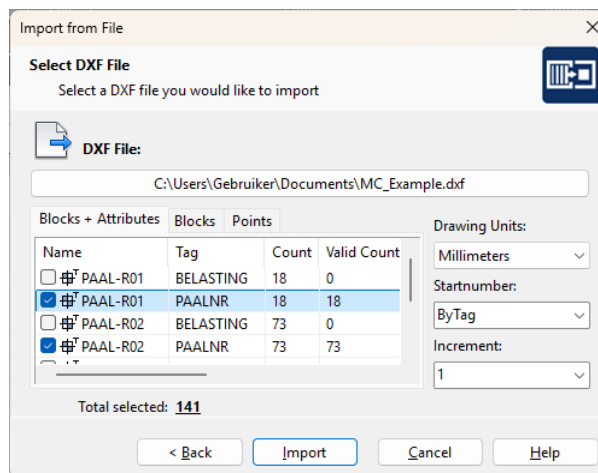 Import from File
Select DXF File
Select a DXF file you would like to import
DXF File:
C:\Users\Gebruiker\Documents\MC_Example.dxf
Blocks + Attributes Blocks Points
Name Tag Count Valid Count
PAAL-R01 BELASTING 18 0
PAAL-R01 PAALNR 18 18
PAAL-R02 BELASTING 73 0
PAAL-R02 PAALNR 73 73
Drawing Units:
Millimeters
Startnumber:
ByTag
Increment:
1
Total selected: 141
< Back Import Cancel Help